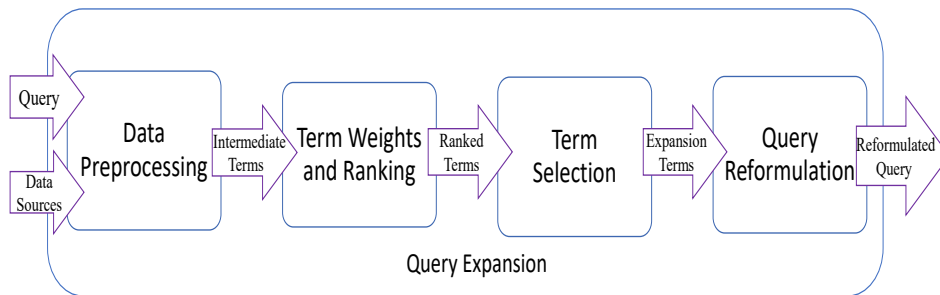 Query
Data
Sources
Data
Preprocessing
Intermediate
Terms
Term Weights
and Ranking
Ranked
Terms
Term
Selection
Expansion
Terms
Query
Reformulation
Reformulated
Query
Query Expansion